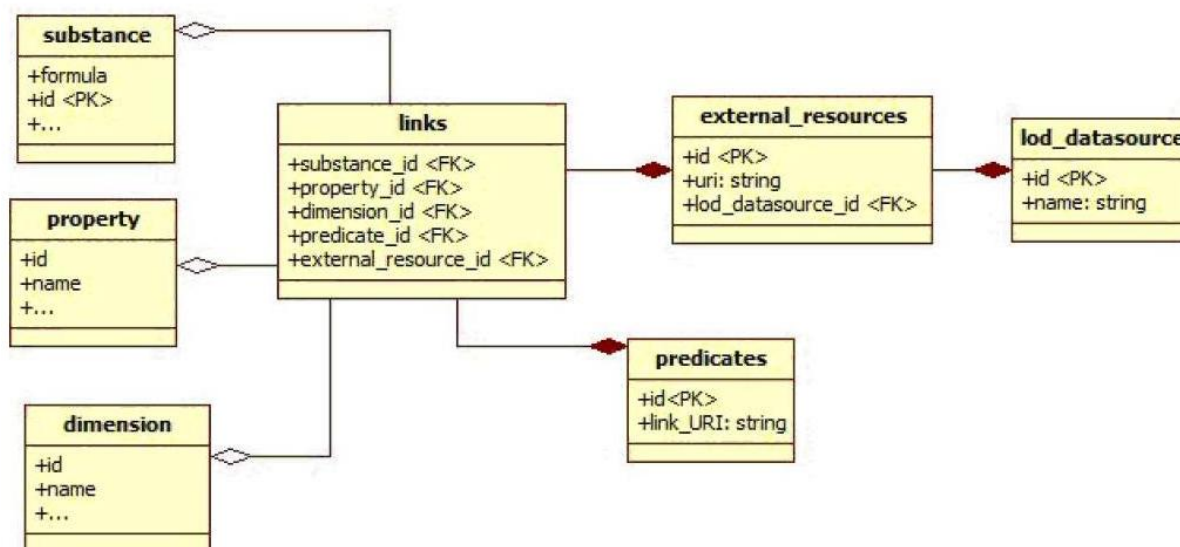 substance
+formula
+id <PK>
+...
property
+id
+name
+...
dimension
+id
+name
+...
links
+substance_id <FK>
+property_id <FK>
+dimension_id <FK>
+predicate_id <FK>
+external_resource_id <FK>
external_resources
+id <PK>
+uri: string
+lod_datasource_id <FK>
lod_datasource
+id <PK>
+name: string
predicates
+id<PK>
+link_URI: string